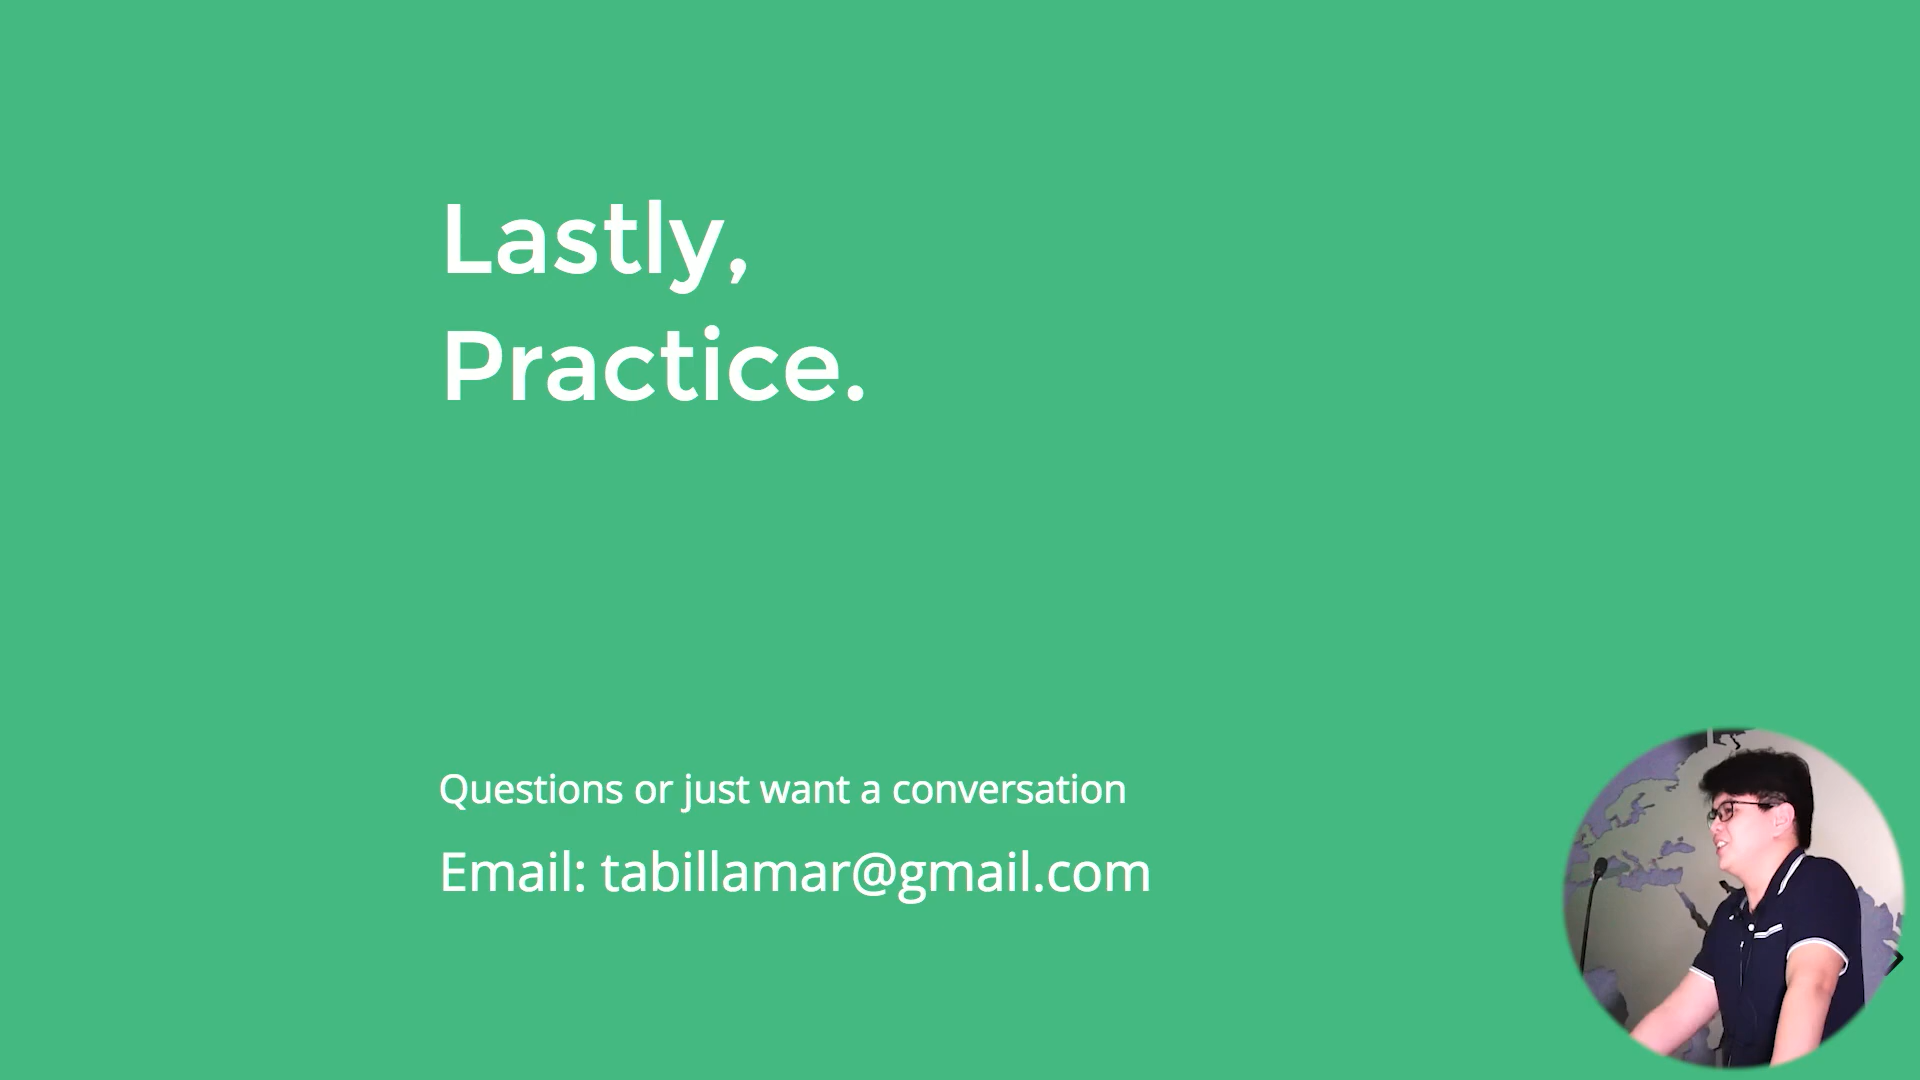 Lastly,
Practice.
Questions or just want a conversation
Email: tabillamar@gmail.com